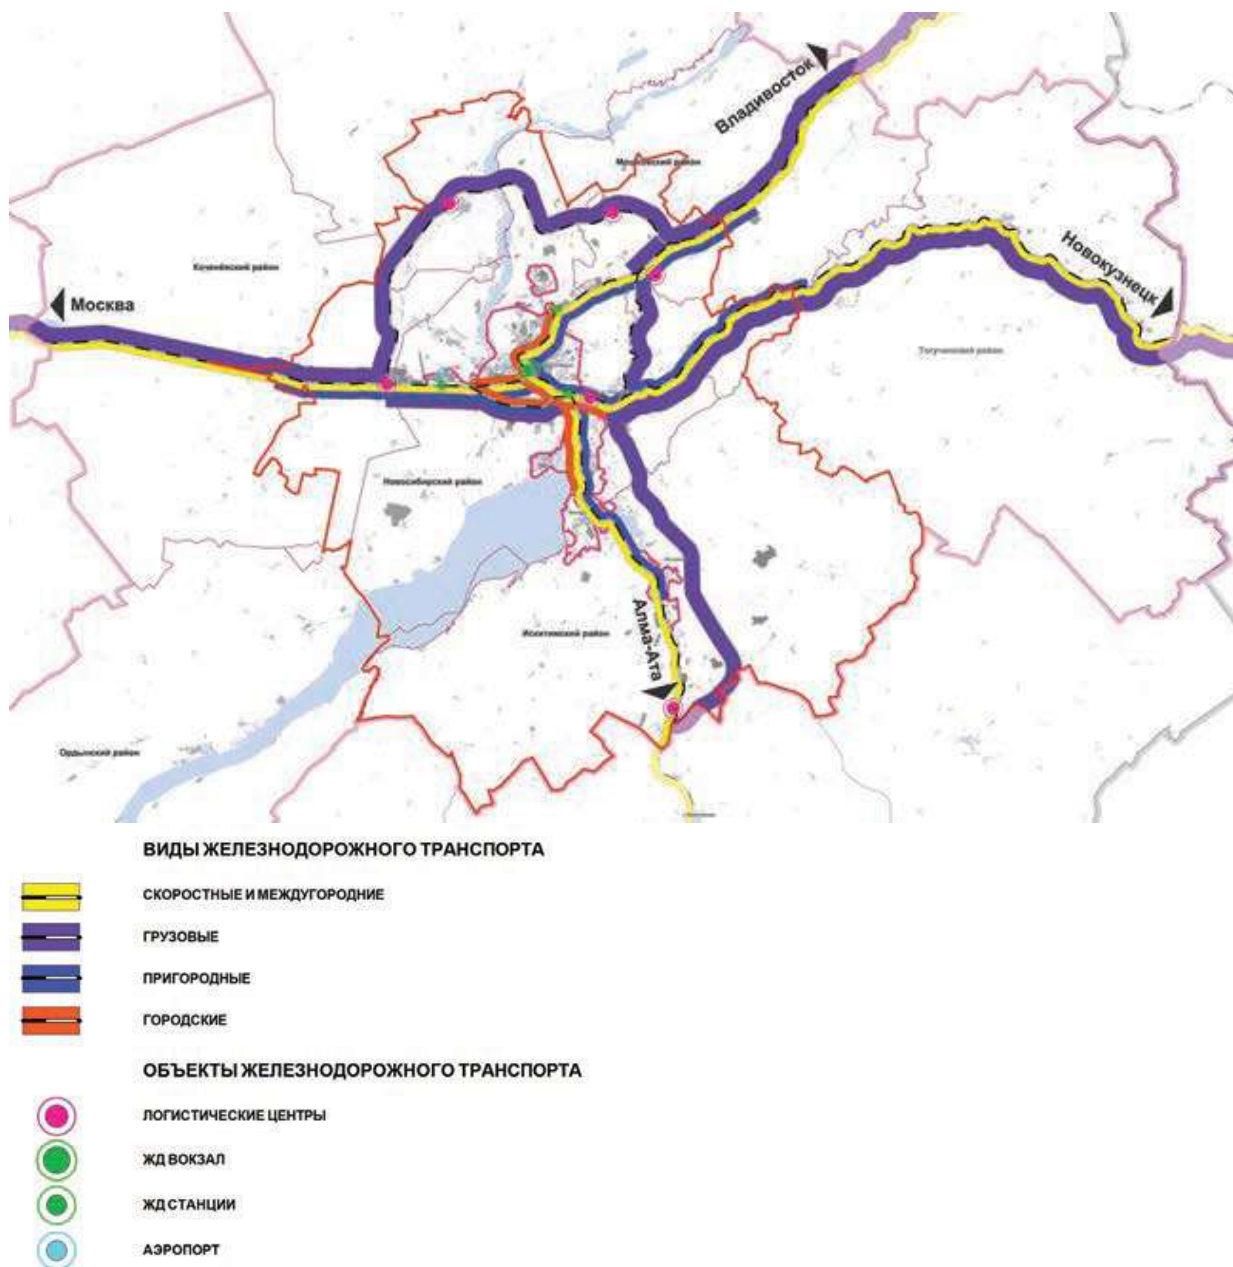 Владивосток
Мошковский район
Новокузнецк
Коченёвский район
Москва
Тогучинский район
Новосибирский район
Искитимский район
Алма-Ата
Ордынский район
ВИДЫ ЖЕЛЕЗНОДОРОЖНОГО ТРАНСПОРТА
СКОРОСТНЫЕ И МЕЖДУГОРОДНИЕ
ГРУЗОВЫЕ
ПРИГОРОДНЫЕ
ГОРОДСКИЕ
ОБЪЕКТЫ ЖЕЛЕЗНОДОРОЖНОГО ТРАНСПОРТА
ЛОГИСТИЧЕСКИЕ ЦЕНТРЫ
ЖД ВОКЗАЛ
ЖД СТАНЦИИ
АЭРОПОРТ